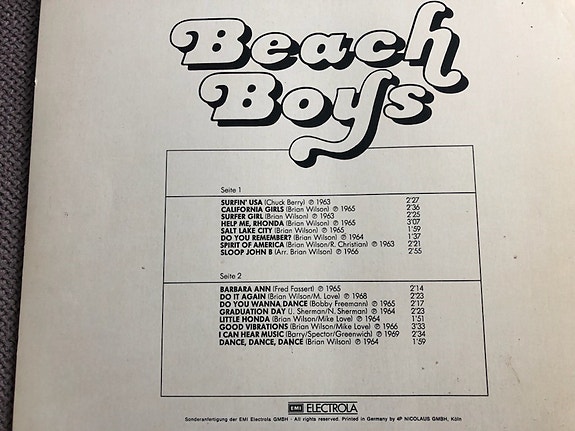 Beach
Boys
Seite 1
SURFIN' USA (Chuck Berry) ℗ 1963 2'27
CALIFORNIA GIRLS (Brian Wilson) ℗ 1965 2'36
SURFER GIRL (Brian Wilson) ℗ 1963 2'25
HELP ME, RHONDA (Brian Wilson) ℗ 1965 3'07
SALT LAKE CITY (Brian Wilson) ℗ 1965 1'59
DO YOU REMEMBER? (Brian Wilson) ℗ 1964 1'37
SPIRIT OF AMERICA (Brian Wilson/R. Christian) ℗ 1963 2'21
SLOOP JOHN B (Arr. Brian Wilson) ℗ 1966 2'55
Seite 2
BARBARA ANN (Fred Fassert) ℗ 1965 2'14
DO IT AGAIN (Brian Wilson/M. Love) ℗ 1968 2'23
DO YOU WANNA DANCE (Bobby Freemann) ℗ 1965 2'17
GRADUATION DAY (J. Sherman/N. Sherman) ℗ 1964 2'23
LITTLE HONDA (Brian Wilson/Mike Love) ℗ 1964 1'51
GOOD VIBRATIONS (Brian Wilson/Mike Love) ℗ 1966 3'33
I CAN HEAR MUSIC (Barry/Spector/Greenwich) ℗ 1969 2'34
DANCE, DANCE, DANCE (Brian Wilson) ℗ 1964 1'59
EMI ELECTROLA
Sonderanfertigung der EMI Electrola GMBH · All rights reserved. Printed in Germany by 4P NICOLAUS GMBH, Köln